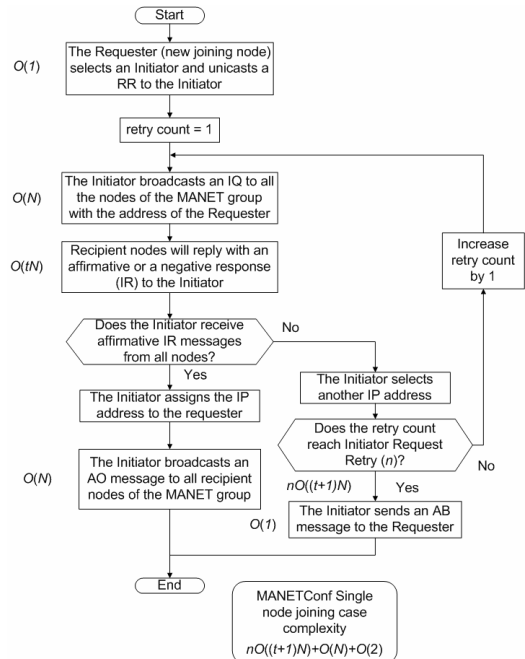 Start
O(1)
The Requester (new joining node)
selects an Initiator and unicasts a
RR to the Initiator
retry count = 1
O(N)
The Initiator broadcasts an IQ to all
the nodes of the MANET group
with the address of the Requester
O(tN)
Recipient nodes will reply with an
affirmative or a negative response
(IR) to the Initiator
Increase
retry count
by 1
Does the Initiator receive
affirmative IR messages
from all nodes?
No
Yes
The Initiator assigns the IP
address to the requester
The Initiator selects
another IP address
Does the retry count
reach Initiator Request
Retry (n)?
No
O(N)
The Initiator broadcasts an
AO message to all recipient
nodes of the MANET group
nO((t+1)N)
Yes
O(1)
The Initiator sends an AB
message to the Requester
End
MANETConf Single
node joining case
complexity
nO((t+1)N)+O(N)+O(2)